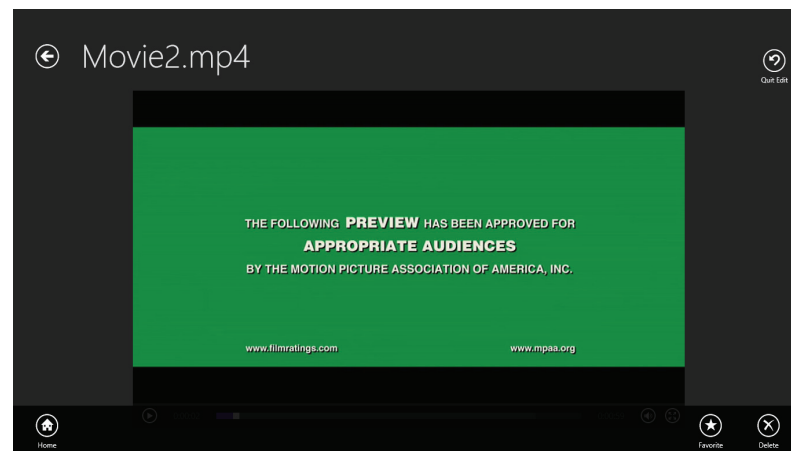 Movie2.mp4
Quit Edit
THE FOLLOWING PREVIEW HAS BEEN APPROVED FOR
APPROPRIATE AUDIENCES
BY THE MOTION PICTURE ASSOCIATION OF AMERICA, INC.
www.filmratings.com www.mpaa.org
Home Favorite Delete